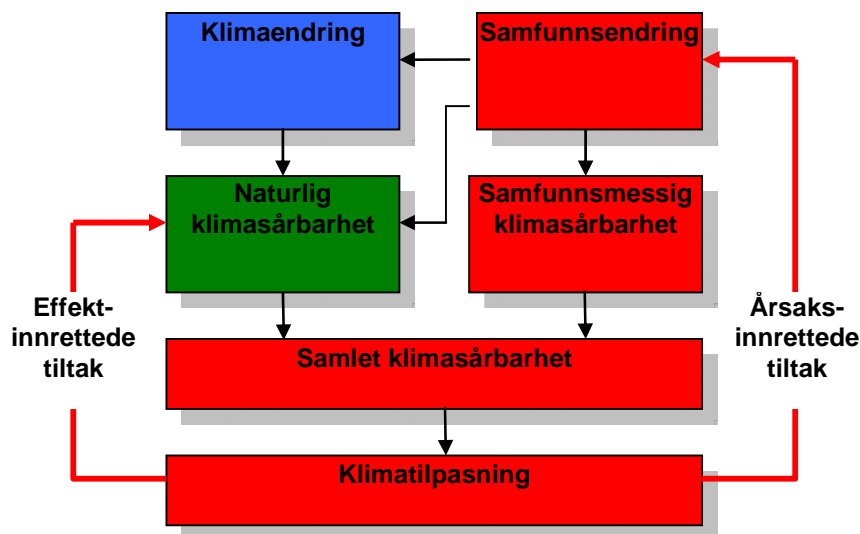 Klimaendring
Samfunnsendring
Naturlig
klimasårbarhet
Samfunnsmessig
klimasårbarhet
Effekt-
innrettede
tiltak
Årsaks-
innrettede
tiltak
Samlet klimasårbarhet
Klimatilpasning